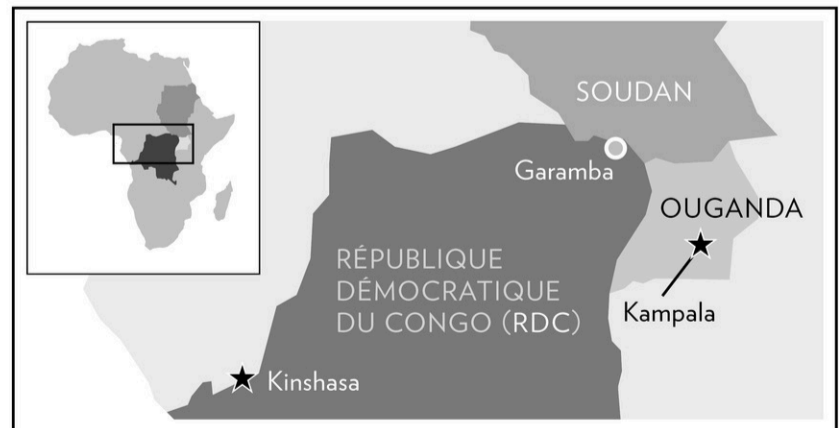 SOUDAN
Garamba
OUGANDA
RÉPUBLIQUE
DÉMOCRATIQUE
DU CONGO (RDC)
Kampala
Kinshasa